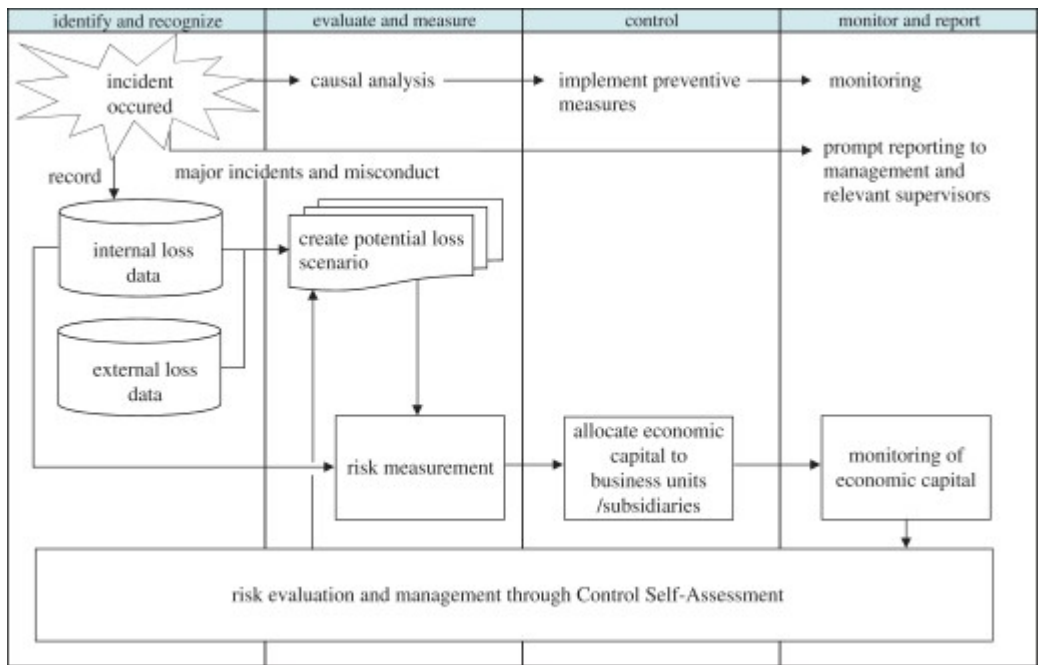 identify and recognize
evaluate and measure
control
monitor and report
incident
occured
causal analysis
implement preventive
measures
monitoring
prompt reporting to
management and
relevant supervisors
record
major incidents and misconduct
internal loss
data
create potential loss
scenario
external loss
data
risk measurement
allocate economic
capital to
business units
/subsidiaries
monitoring of
economic capital
risk evaluation and management through Control Self-Assessment